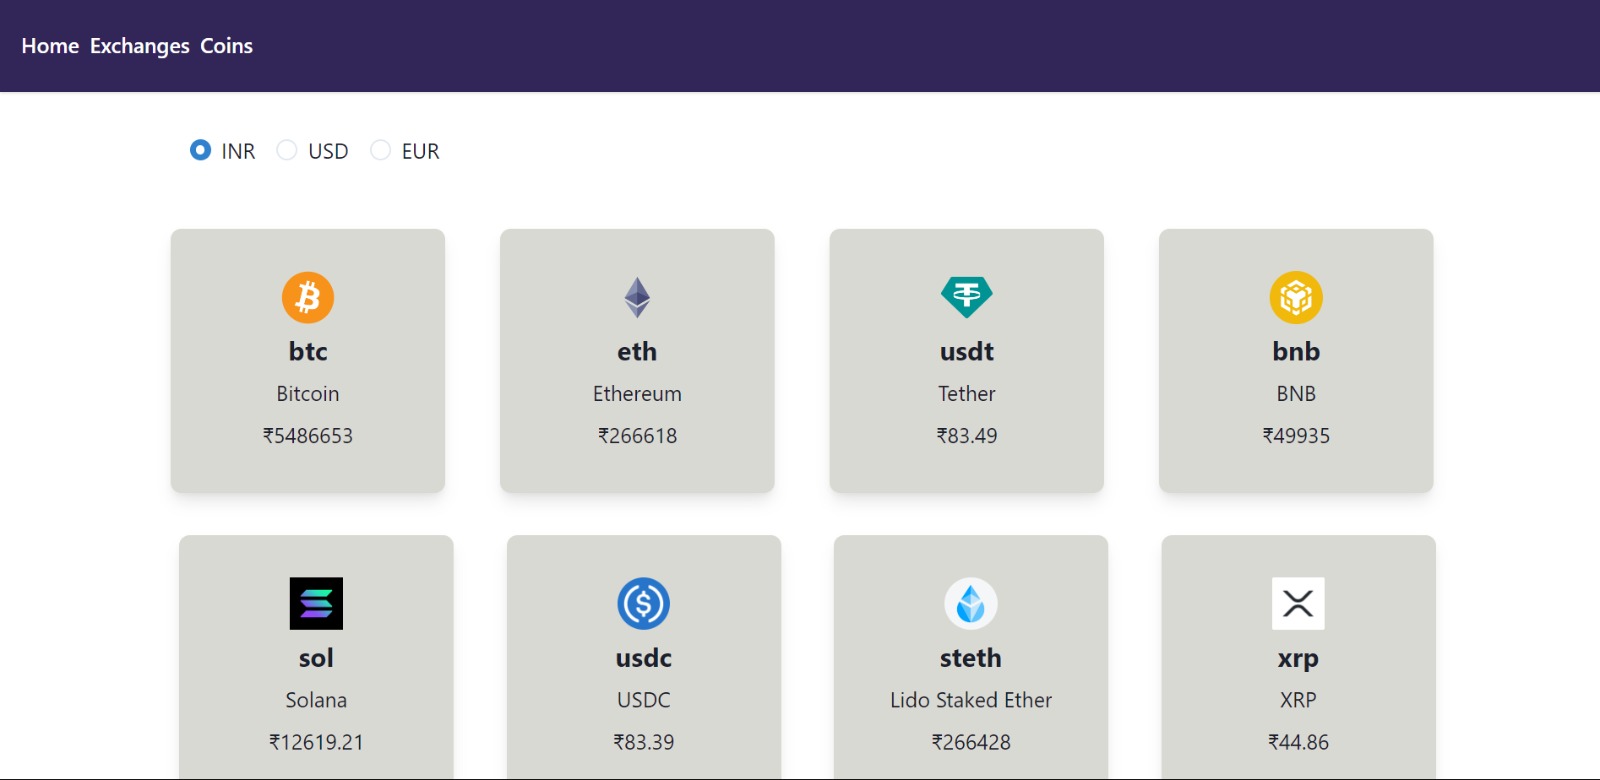 Home Exchanges Coins
INR USD EUR
btc
Bitcoin
₹5486653
eth
Ethereum
₹266618
usdt
Tether
₹83.49
bnb
BNB
₹49935
sol
Solana
₹12619.21
usdc
USDC
₹83.39
steth
Lido Staked Ether
₹266428
xrp
XRP
₹44.86